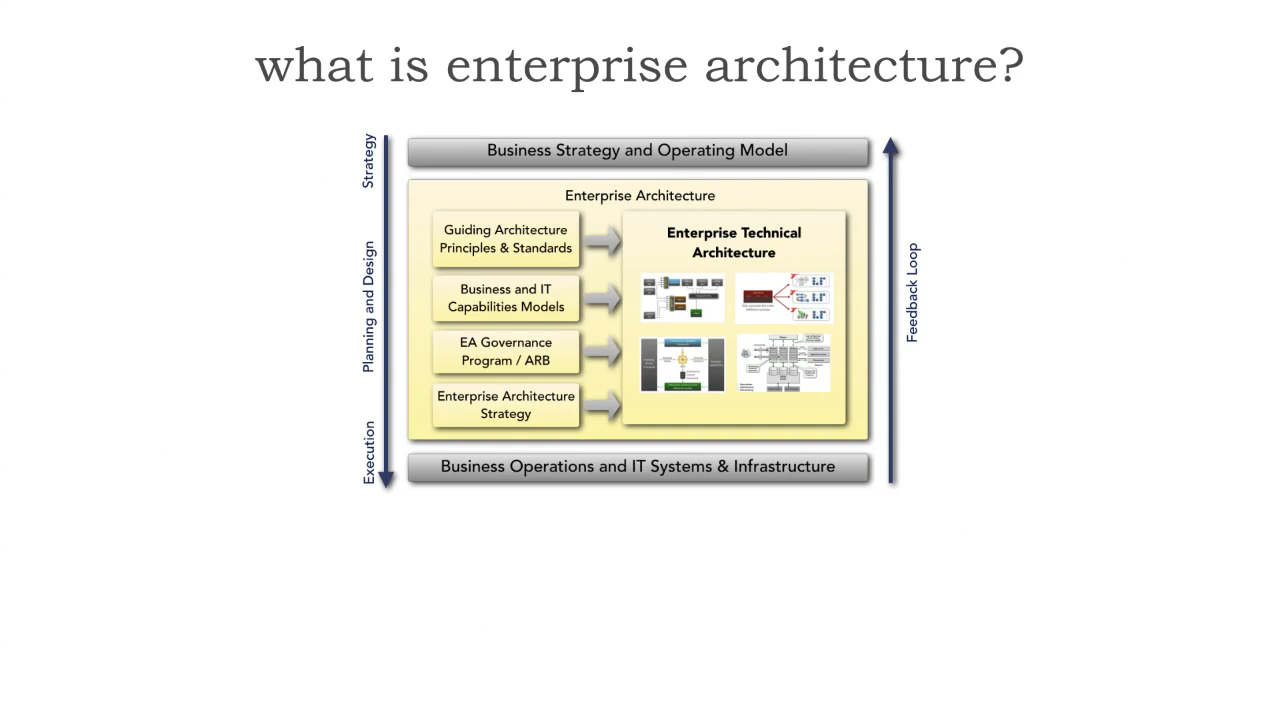 what is enterprise architecture?
Strategy
Planning and Design
Execution
Business Strategy and Operating Model
Enterprise Architecture
Guiding Architecture
Principles & Standards
Business and IT
Capabilities Models
EA Governance
Program / ARB
Enterprise Architecture
Strategy
Enterprise Technical
Architecture
Business Operations and IT Systems & Infrastructure
Feedback Loop